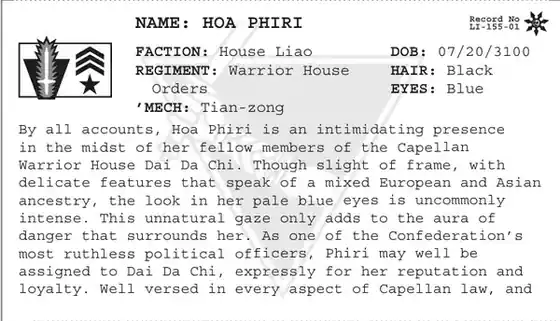 NAME: HOA PHIRI
Record No
LI-155-01
FACTION: House Liao
DOB: 07/20/3100
REGIMENT: Warrior House
HAIR: Black
Orders
EYES: Blue
’MECH: Tian-zong
By all accounts, Hoa Phiri is an intimidating presence
in the midst of her fellow members of the Capellan
Warrior House Dai Da Chi. Though slight of frame, with
delicate features that speak of a mixed European and Asian
ancestry, the look in her pale blue eyes is uncommonly
intense. This unnatural gaze only adds to the aura of
danger that surrounds her. As one of the Confederation’s
most ruthless political officers, Phiri may well be
assigned to Dai Da Chi, expressly for her reputation and
loyalty. Well versed in every aspect of Capellan law, and